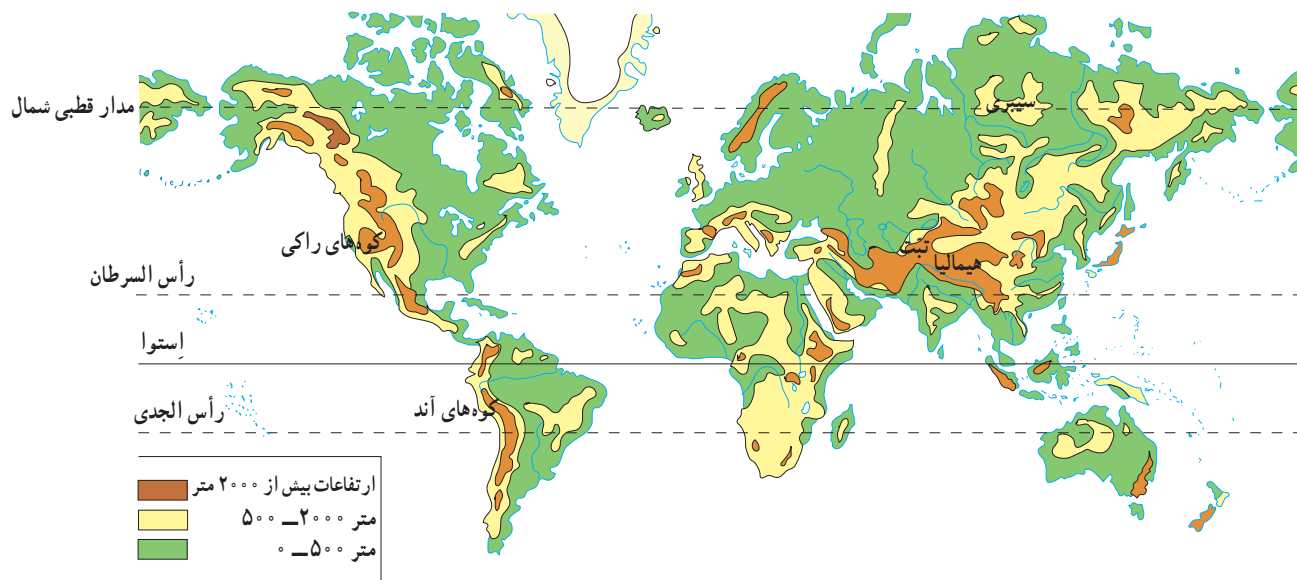 سیبری
مدار قطبی شمال
کوه‌های راکی
تبّت
هیمالیا
رأس السرطان
اِستوا
کوه‌های آند
رأس الجدی
ارتفاعات بیش از ۲۰۰۰ متر
متر ۲۰۰۰ــ ۵۰۰
متر ۵۰۰ــ ۰